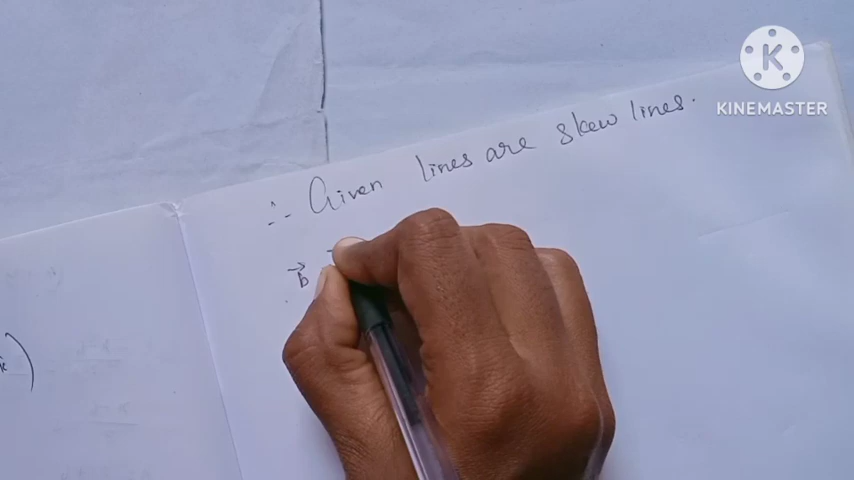 KINEMASTER
∴ Given lines are skew lines.
b⃗
k̂)